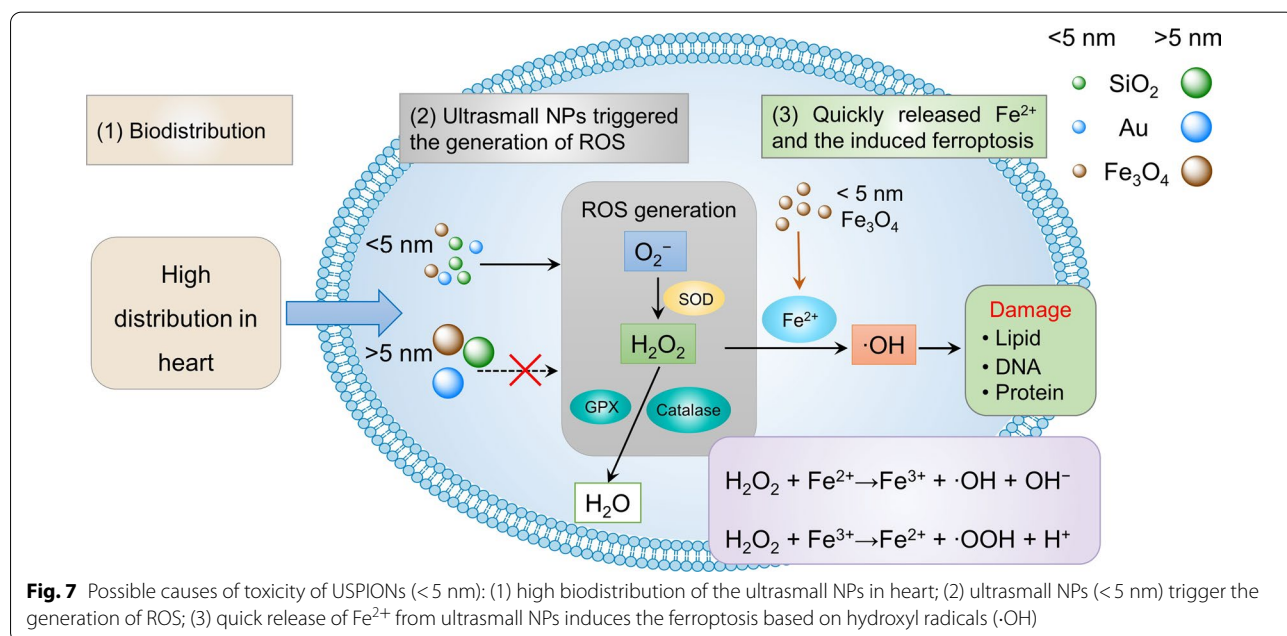 <5 nm >5 nm
SiO₂
Au
Fe₃O₄
(1) Biodistribution
(2) Ultrasmall NPs triggered
the generation of ROS
(3) Quickly released Fe²⁺
and the induced ferroptosis
High
distribution in
heart
<5 nm
>5 nm
ROS generation
O₂⁻
SOD
H₂O₂
GPX
Catalase
H₂O
< 5 nm
Fe₃O₄
Fe²⁺
·OH
Damage
• Lipid
• DNA
• Protein
H₂O₂ + Fe²⁺→Fe³⁺ + ·OH + OH⁻
H₂O₂ + Fe³⁺→Fe²⁺ + ·OOH + H⁺
Fig. 7 Possible causes of toxicity of USPIONs (< 5 nm): (1) high biodistribution of the ultrasmall NPs in heart; (2) ultrasmall NPs (< 5 nm) trigger the
generation of ROS; (3) quick release of Fe²⁺ from ultrasmall NPs induces the ferroptosis based on hydroxyl radicals (·OH)